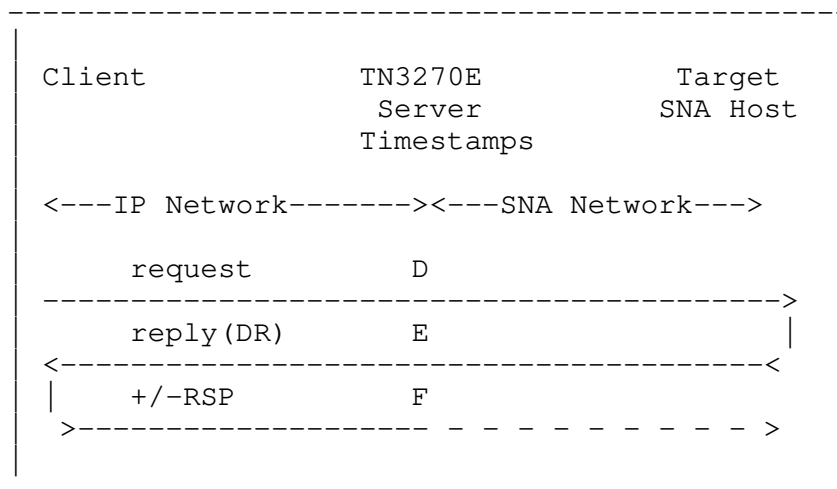 Client TN3270E Target
Server SNA Host
Timestamps
<---IP Network-------><---SNA Network--->
request D
reply(DR) E
+/-RSP F